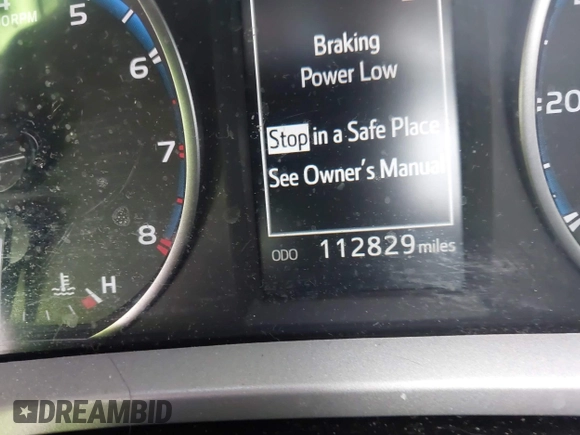 4
5
6
7
8
H
Braking
Power Low
Stop in a Safe Place
See Owner's Manual
ODO 112829 miles
20
DREAMBID